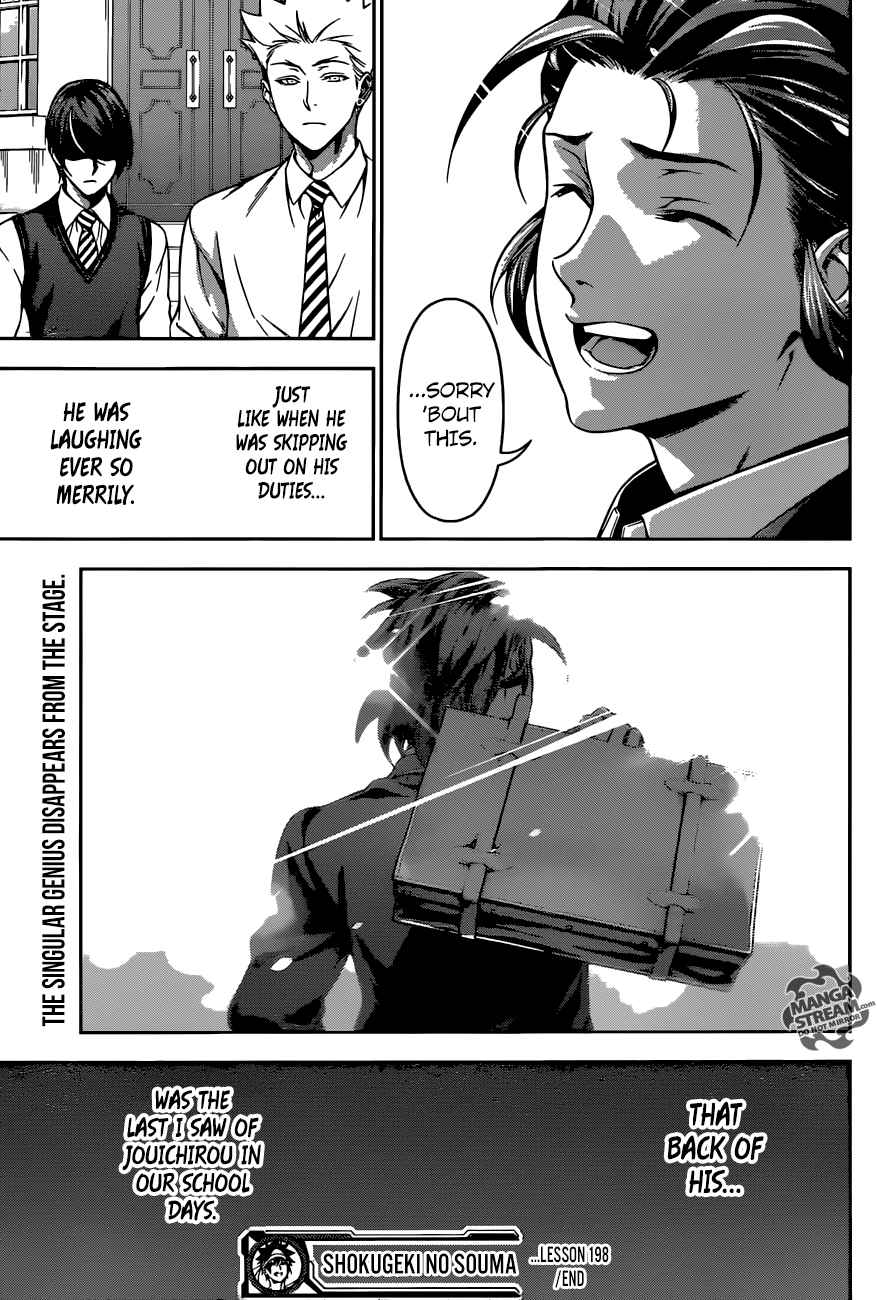 ...SORRY
'BOUT
THIS.
JUST
LIKE WHEN HE
WAS SKIPPING
OUT ON HIS
DUTIES...
HE WAS
LAUGHING
EVER SO
MERRILY.
THE SINGULAR GENIUS DISAPPEARS FROM THE STAGE.
MANGA
STREAM.com
DO NOT MIRROR
THAT
BACK OF
HIS...
WAS THE
LAST I SAW OF
JOUICHIROU IN
OUR SCHOOL
DAYS.
SHOKUGEKI NO SOUMA
...LESSON 198
/END